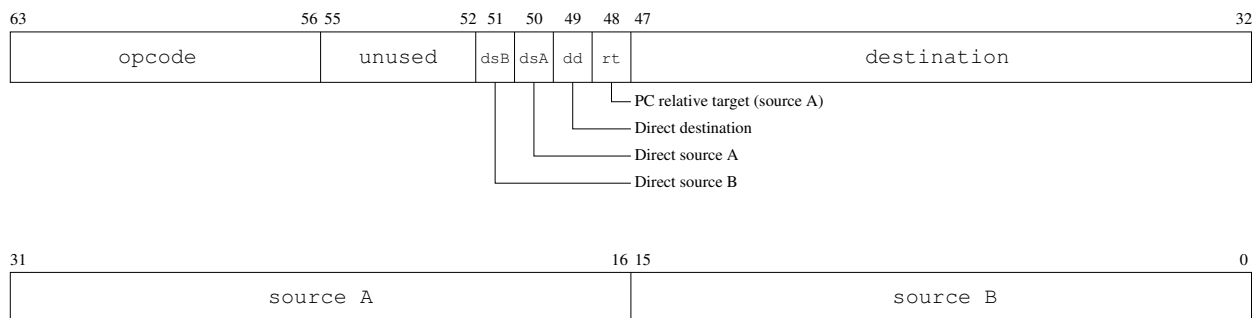 63 56 55 52 51 50 49 48 47 32
opcode unused dsB dsA dd rt destination
PC relative target (source A)
Direct destination
Direct source A
Direct source B
31 16 15 0
source A source B